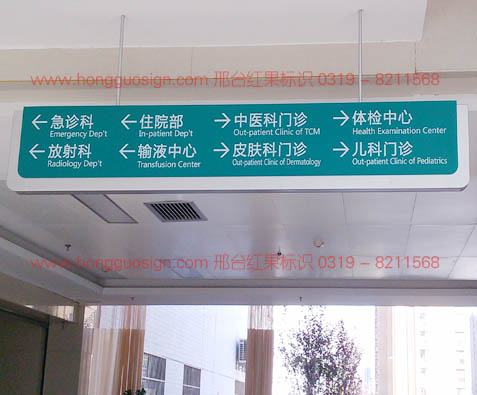 www.hongguosign.com 邢台红果标识 0319 - 8211568
← 急诊科 ← 住院部 → 中医科门诊 → 体检中心
Emergency Dep't In-patient Dep't Out-patient Clinic of TCM Health Examination Center
← 放射科 ← 输液中心 → 皮肤科门诊 → 儿科门诊
Radiology Dep't Transfusion Center Out-patient Clinic of Dermatology Out-patient Clinic of Pediatrics
www.hongguosign.com 邢台红果标识 0319 - 8211568